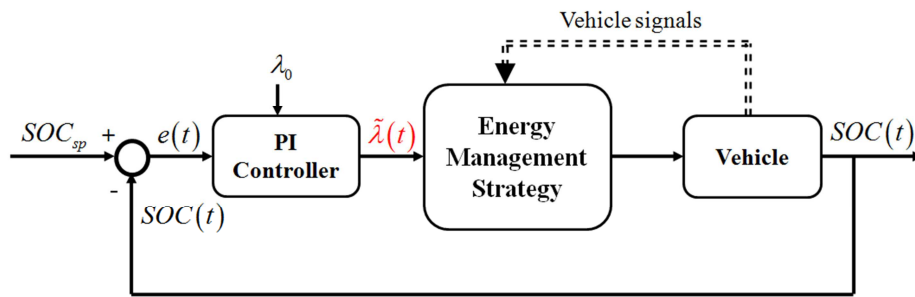 Vehicle signals
λ₀
SOCₛₚ
+
e(t)
PI
Controller
λ̃(t)
Energy
Management
Strategy
Vehicle
SOC(t)
-
SOC(t)